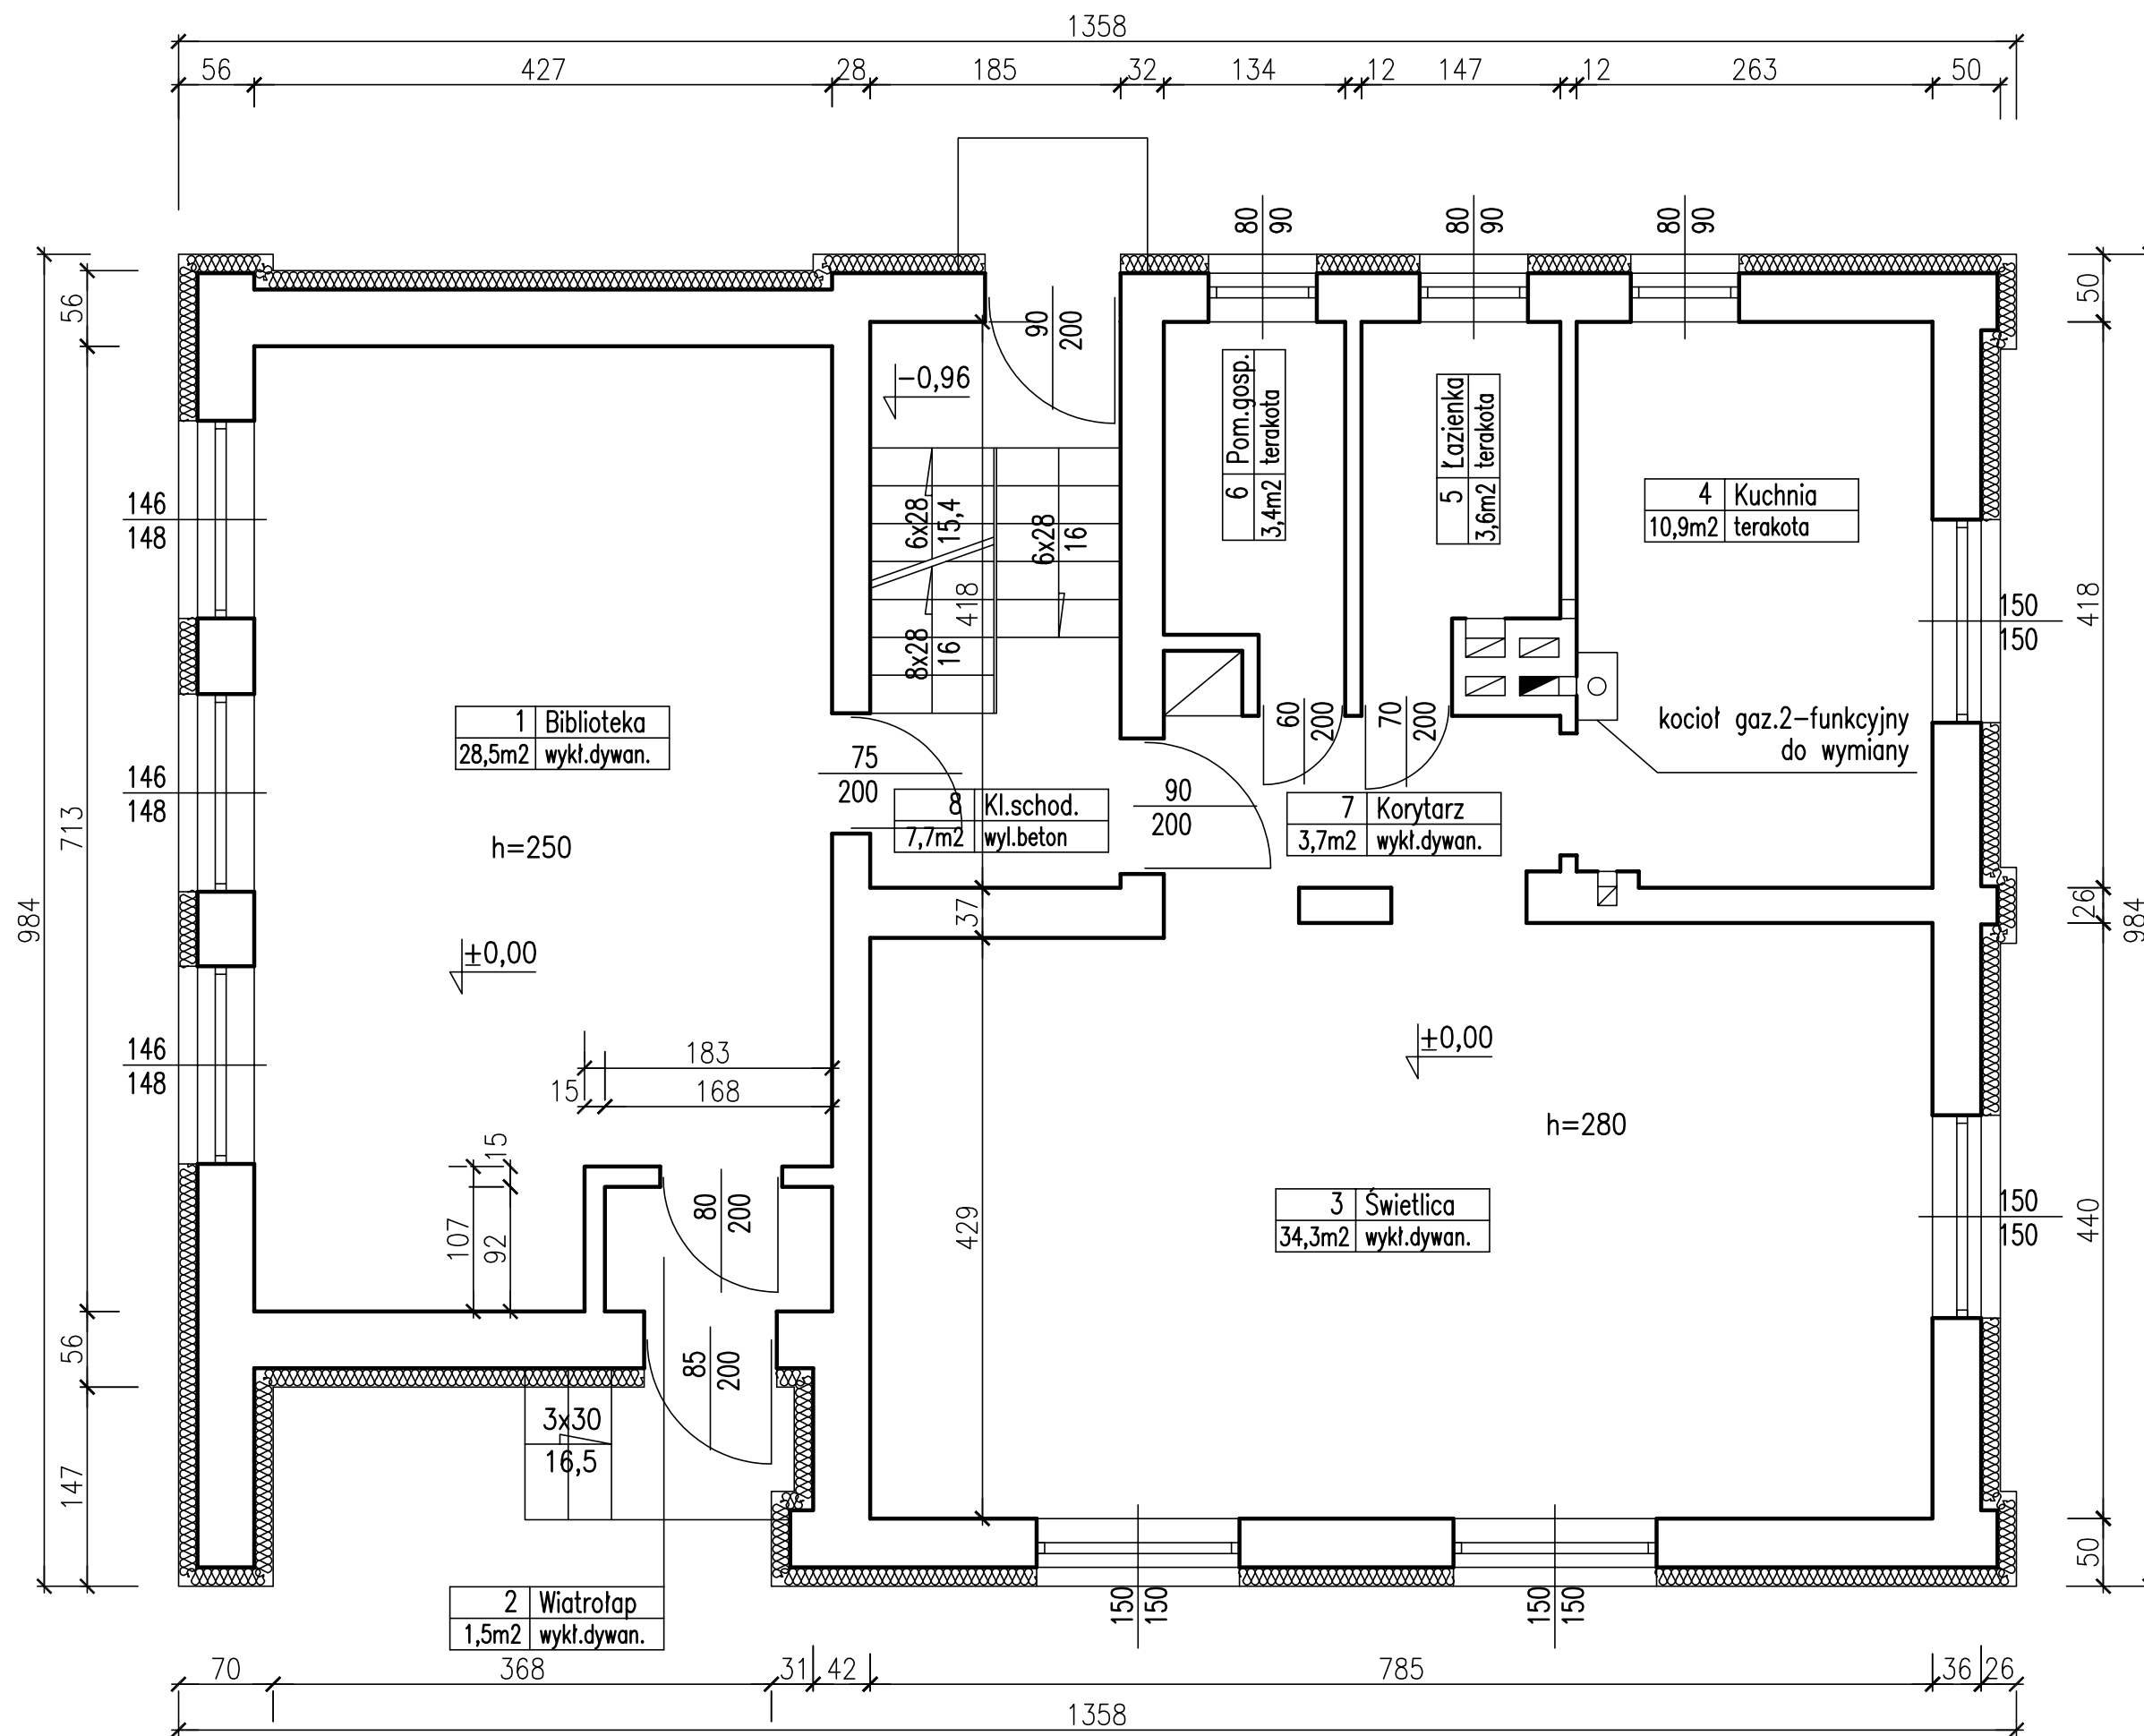 1358
56 427 28 185 32 134 12 147 12 263 50
80
90
80
90
80
90
56
50
90
200
-0,96
6 Pom.gosp.
3,4m2 terakota
5 Łazienka
3,6m2 terakota
4 Kuchnia
10,9m2 terakota
146
148
6x28
15,4
6x28
16
418
8x28
16
150
150
418
1 Biblioteka
28,5m2 wykł.dywan.
60
200
70
200
kocioł gaz.2-funkcyjny
do wymiany
75
200
146
148
713
8 Kl.schod.
7,7m2 wyl.beton
90
200
7 Korytarz
3,7m2 wykł.dywan.
h=250
984
37
26
984
±0,00
±0,00
146
148
183
15 168
h=280
15
107
92
80
200
429
3 Świetlica
34,3m2 wykł.dywan.
150
150
440
56
85
200
3x30
16,5
147
50
2 Wiatrołap
1,5m2 wykł.dywan.
150
150
150
150
70 368 31 42 785 36 26
1358